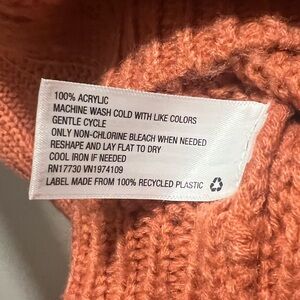 100% ACRYLIC
MACHINE WASH COLD WITH LIKE COLORS
GENTLE CYCLE
ONLY NON-CHLORINE BLEACH WHEN NEEDED
RESHAPE AND LAY FLAT TO DRY
COOL IRON IF NEEDED
RN17730 VN1974109
LABEL MADE FROM 100% RECYCLED PLASTIC